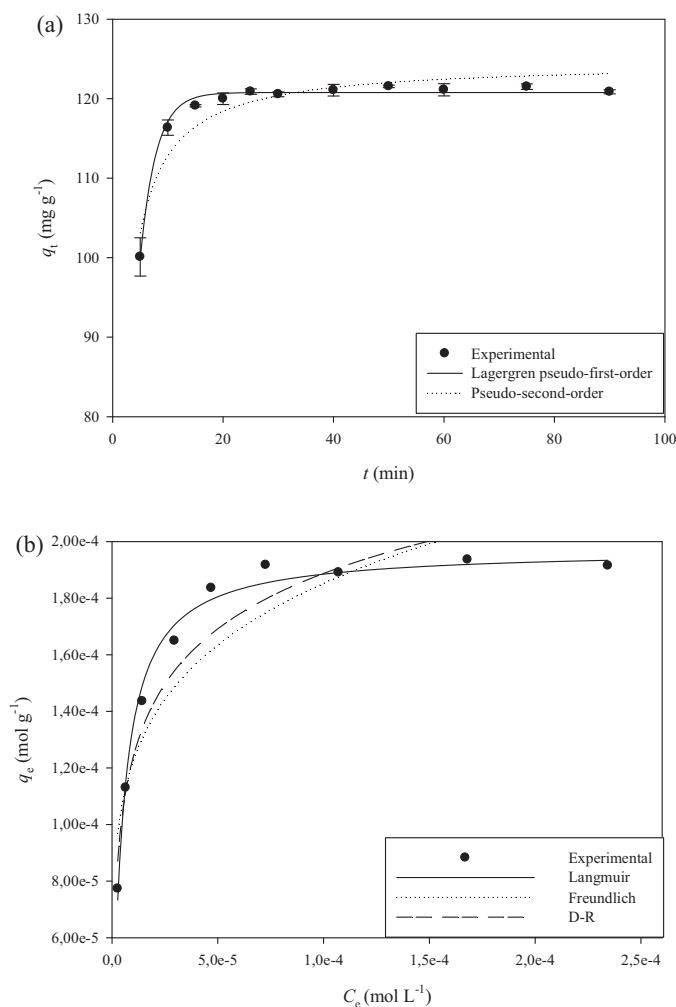 (a)
130
120
110
100
90
80
q_t (mg g⁻¹)
Experimental
Lagergren pseudo-first-order
Pseudo-second-order
0 20 40 60 80 100
t (min)
(b)
2,00e-4
1,80e-4
1,60e-4
1,40e-4
1,20e-4
1,00e-4
8,00e-5
6,00e-5
q_e (mol g⁻¹)
Experimental
Langmuir
Freundlich
D-R
0,0 5,0e-5 1,0e-4 1,5e-4 2,0e-4 2,5e-4
C_e (mol L⁻¹)